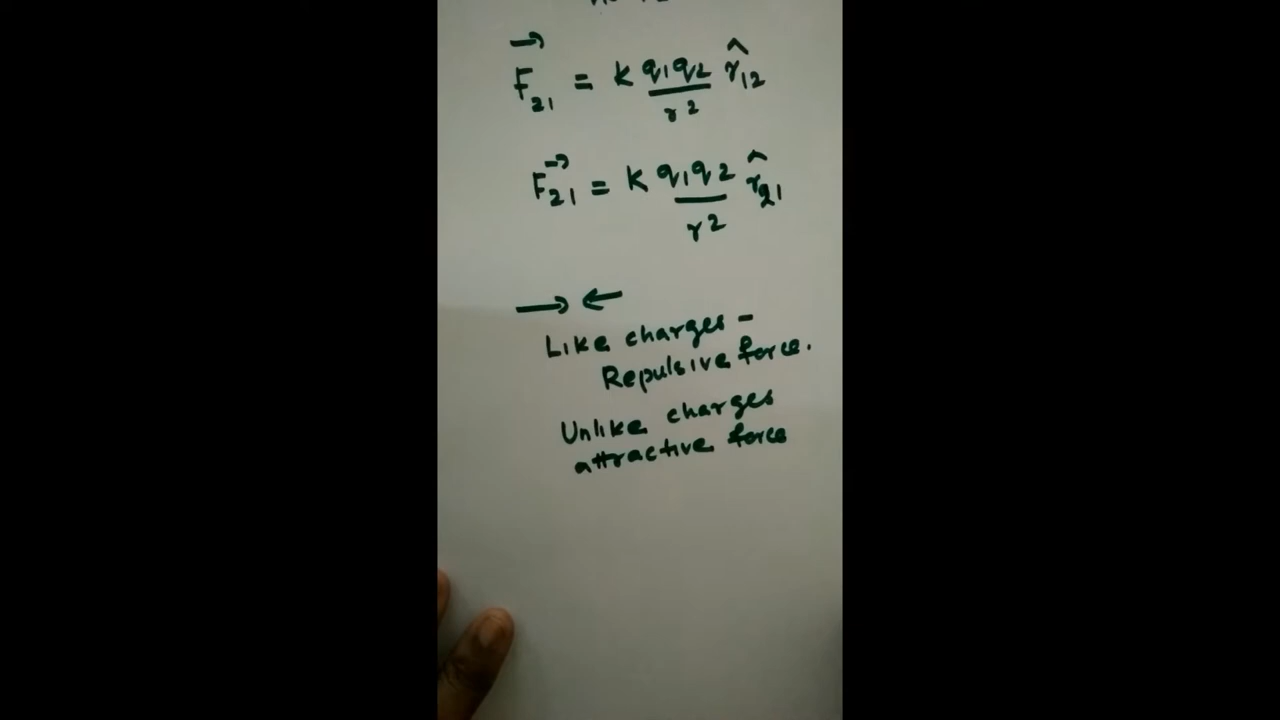 F⃗₂₁ = K q₁q₂/r² r̂₁₂
F⃗₂₁ = K q₁q₂/r² r̂₂₁
→ ←
Like charges -
Repulsive force.
Unlike charges
attractive force